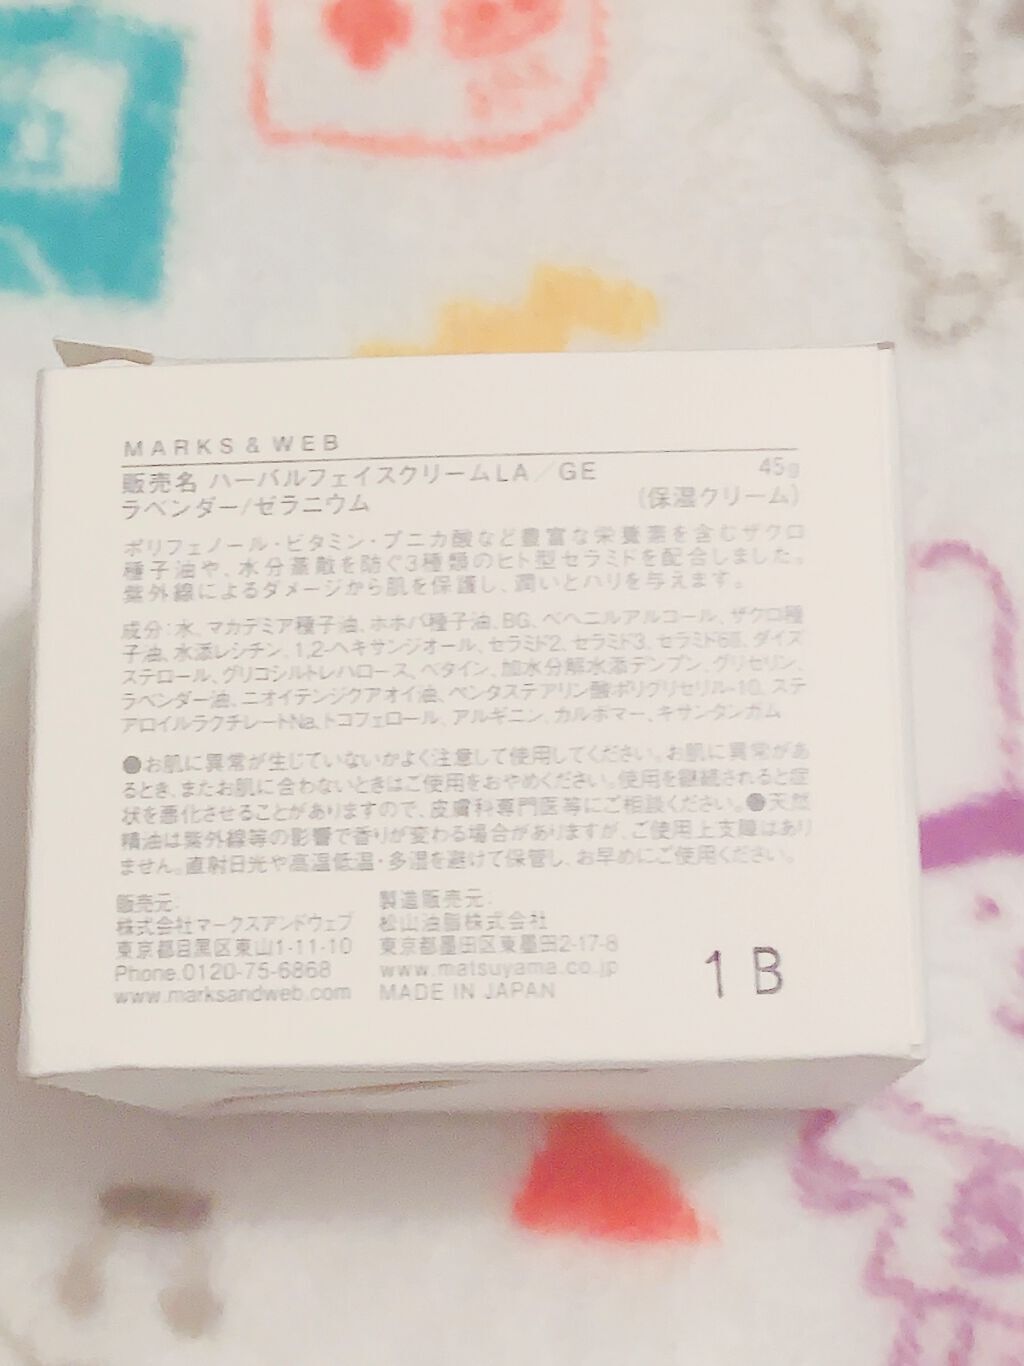 MARKS & WEB
販売名 ハーバルフェイスクリームLA/GE 45g
ラベンダー/ゼラニウム (保湿クリーム)
ポリフェノール・ビタミン・プニカ酸など豊富な栄養素を含むザクロ
種子油や、水分蒸散を防ぐ3種類のヒト型セラミドを配合しました。
紫外線によるダメージから肌を保護し、潤いとハリを与えます。
成分:水、マカデミア種子油、ホホバ種子油、BG、ベヘニルアルコール、ザクロ種
子油、水添レシチン、1,2-ヘキサンジオール、セラミド2、セラミド3、セラミド6Ⅱ、ダイズ
ステロール、グリコシルトレハロース、ベタイン、加水分解水添デンプン、グリセリン、
ラベンダー油、ニオイテンジクアオイ油、ペンタステアリン酸ポリグリセリル-10、ステ
アロイルラクチレートNa、トコフェロール、アルギニン、カルボマー、キサンタンガム
●お肌に異常が生じていないかよく注意して使用してください。お肌に異常があ
るとき、またお肌に合わないときはご使用をおやめください。使用を継続されると症
状を悪化させることがありますので、皮膚科専門医等にご相談ください。●天然
精油は紫外線等の影響で香りが変わる場合がありますが、ご使用上支障はあり
ません。直射日光や高温低温・多湿を避けて保管し、お早めにご使用ください。
販売元:
株式会社マークスアンドウェブ
東京都目黒区東山1-11-10
Phone.0120-75-6868
www.marksandweb.com
製造販売元:
松山油脂株式会社
東京都墨田区東墨田2-17-8
www.matsuyama.co.jp
MADE IN JAPAN
1 B